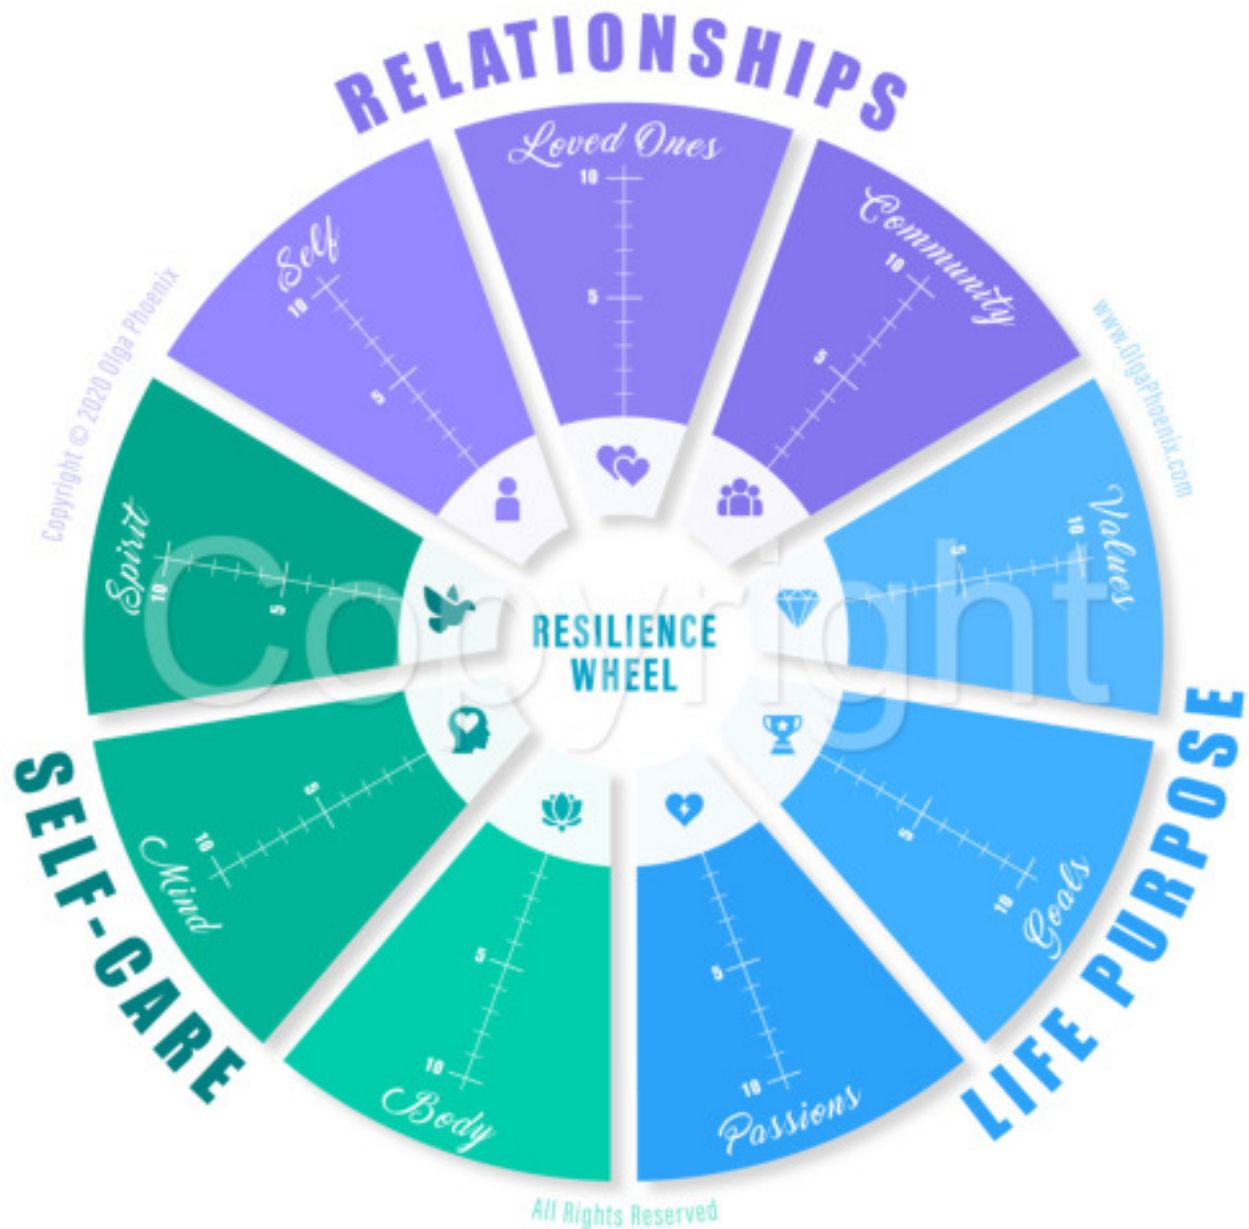 RELATIONSHIPS
Loved Ones
10
5
Community
10
5
www.OlgaPhoenix.com
Values
10
5
LIFE PURPOSE
Goals
10
5
Passions
10
5
All Rights Reserved
Body
10
5
SELF-CARE
Mind
10
5
Spirit
10
5
Copyright © 2020 Olga Phoenix
Self
10
5
RESILIENCE
WHEEL
Copyright